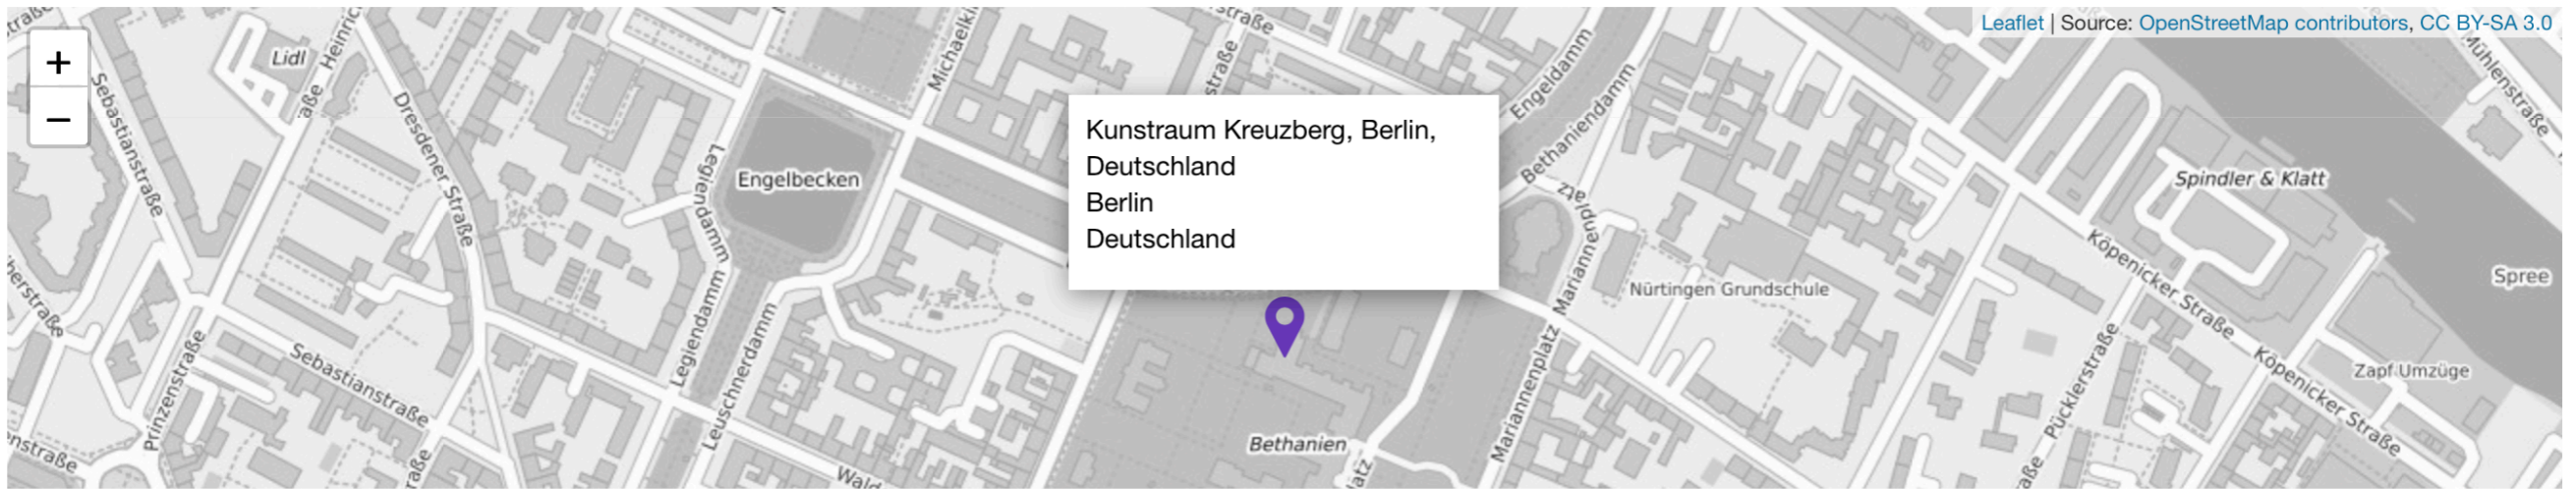 Leaflet | Source: OpenStreetMap contributors, CC BY-SA 3.0
+
−
Lidl
Sebastianstraße
Dresdener Straße
Legiendamm
Engelbecken
straße
Kunstraum Kreuzberg, Berlin,
Deutschland
Berlin
Deutschland
Engeldamm
Bethaniendamm
Mühlenstraße
Spindler & Klatt
Köpenicker Straße
Spree
Nürtingen Grundschule
Mariannenplatz
Zapf Umzüge
Köpenicker Straße
Pücklerstraße
Prinzenstraße
Sebastianstraße
Legiendamm
Leuschnerdamm
Bethanien
Mariannenplatz